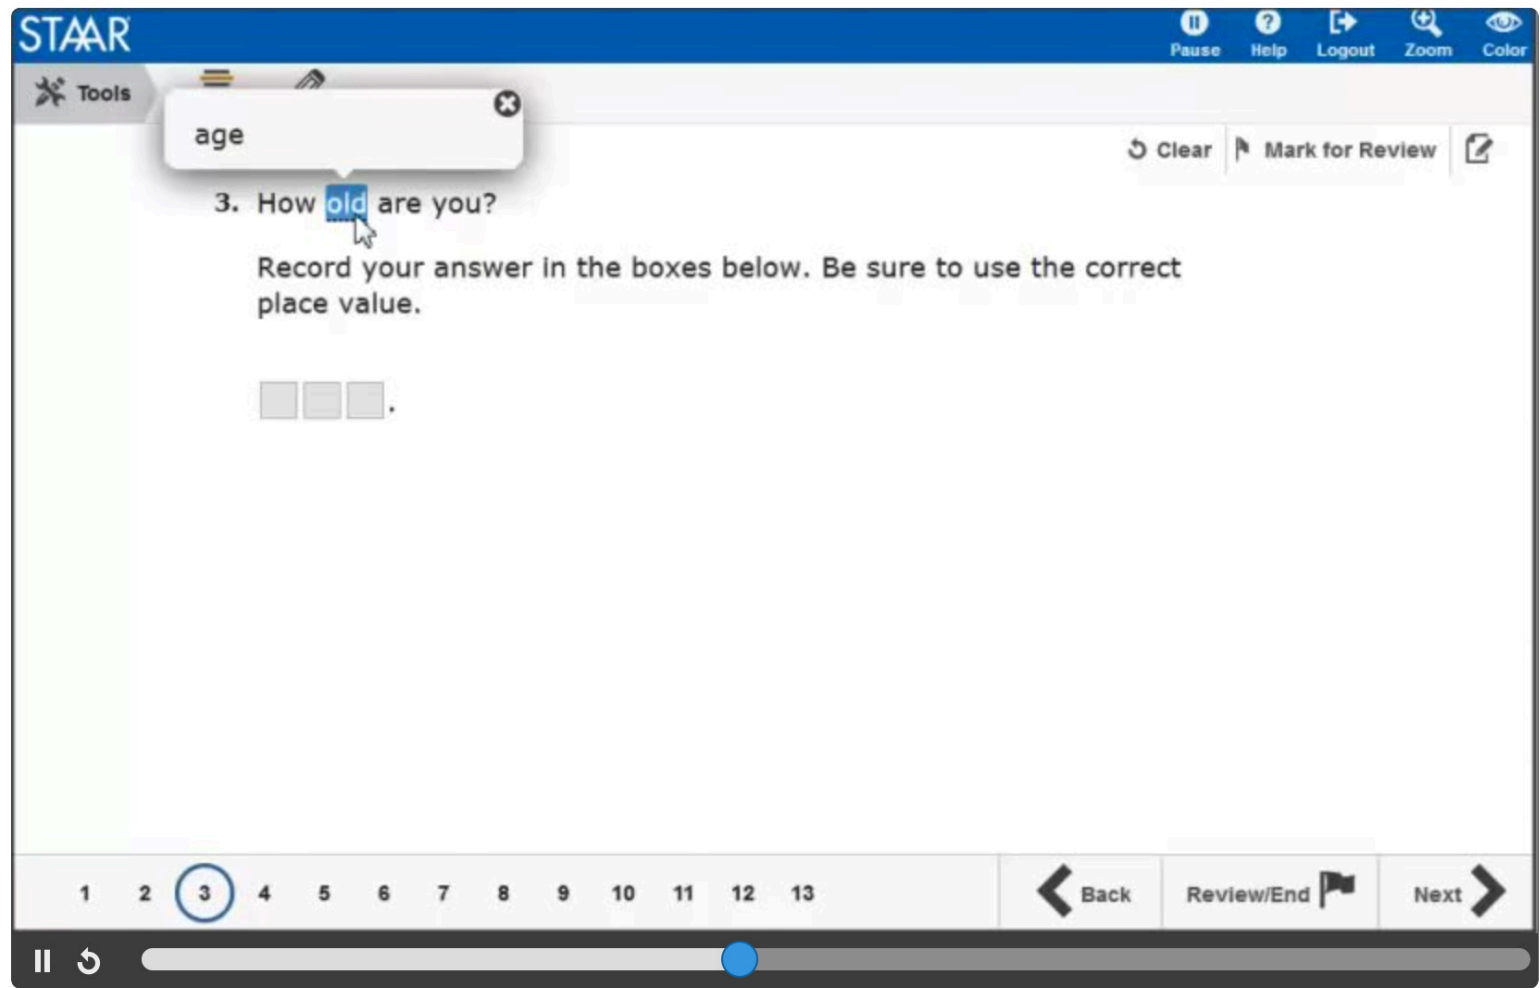 STAAR
Pause Help Logout Zoom Color
Tools
age
Clear Mark for Review
3. How old are you?
Record your answer in the boxes below. Be sure to use the correct
place value.
.
1 2 3 4 5 6 7 8 9 10 11 12 13
Back Review/End Next